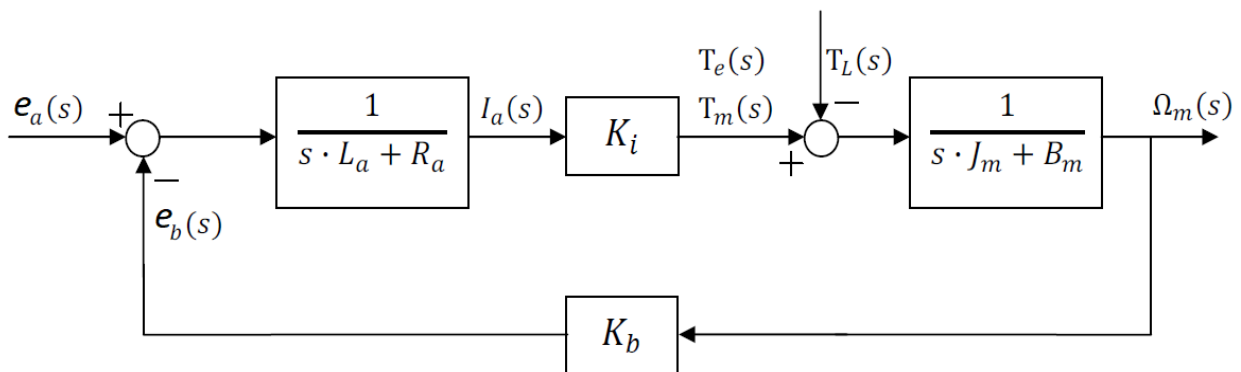 T_e(s) T_L(s)
e_a(s) + 1/(s · L_a + R_a) I_a(s) K_i T_m(s) + − 1/(s · J_m + B_m) Ω_m(s)
−
e_b(s)
K_b